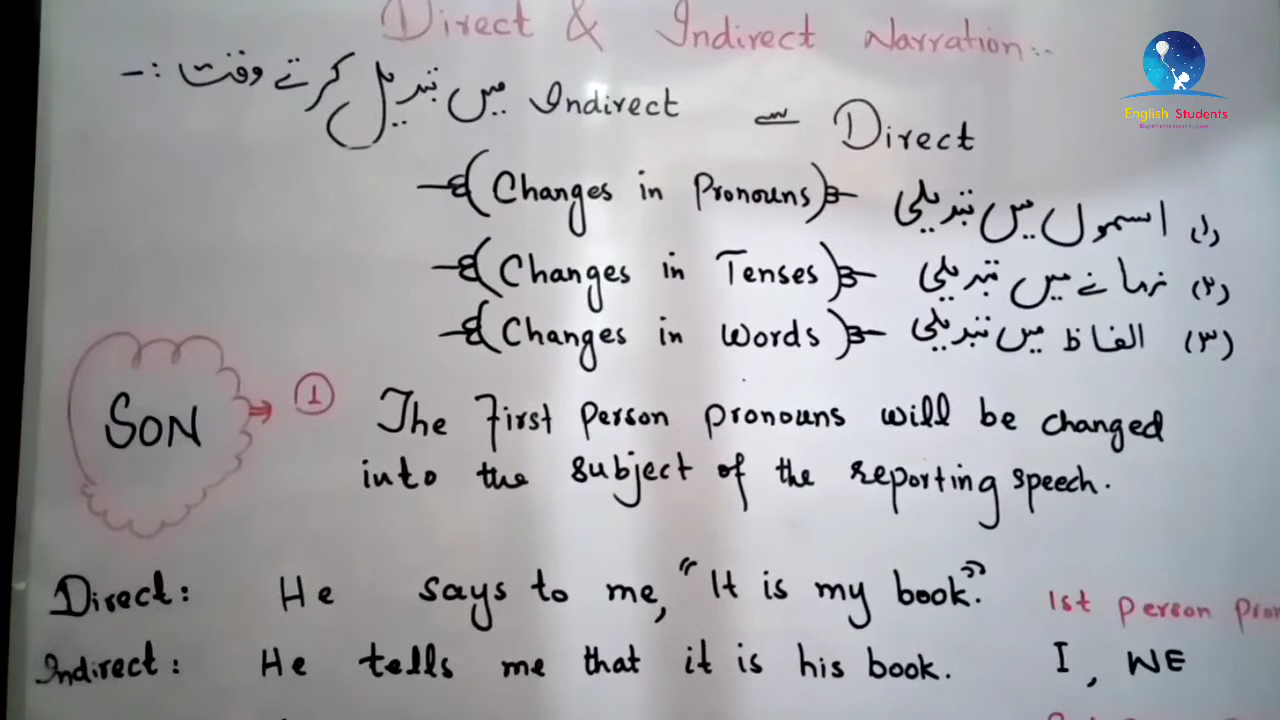 Direct & Indirect Narration:-
Direct سے Indirect میں تبدیل کرتے وقت :-
(۱) اسموں میں تبدیلی (Changes in Pronouns)
(۲) زمانے میں تبدیلی (Changes in Tenses)
(۳) الفاظ میں تبدیلی (Changes in Words)
SON
① The First person pronouns will be changed
into the subject of the reporting speech.
Direct: He says to me, "It is my book."
Indirect: He tells me that it is his book.
1st person
I, WE
English Students